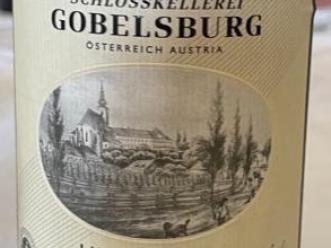 SCHLOSSKELLEREI
GOBELSBURG
ÖSTERREICH AUSTRIA